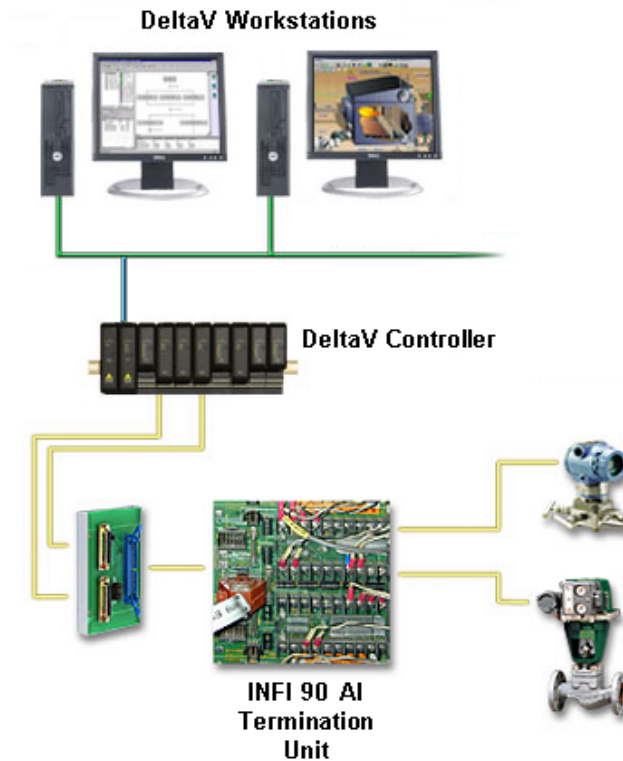 DeltaV Workstations
DeltaV Controller
INFI 90 AI
Termination
Unit